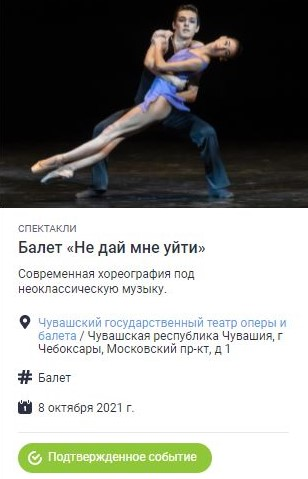 СПЕКТАКЛИ
Балет «Не дай мне уйти»
Современная хореография под
неоклассическую музыку.
Чувашский государственный театр оперы и
балета / Чувашская республика Чувашия, г
Чебоксары, Московский пр-кт, д 1
Балет
8 октября 2021 г.
Подтвержденное событие